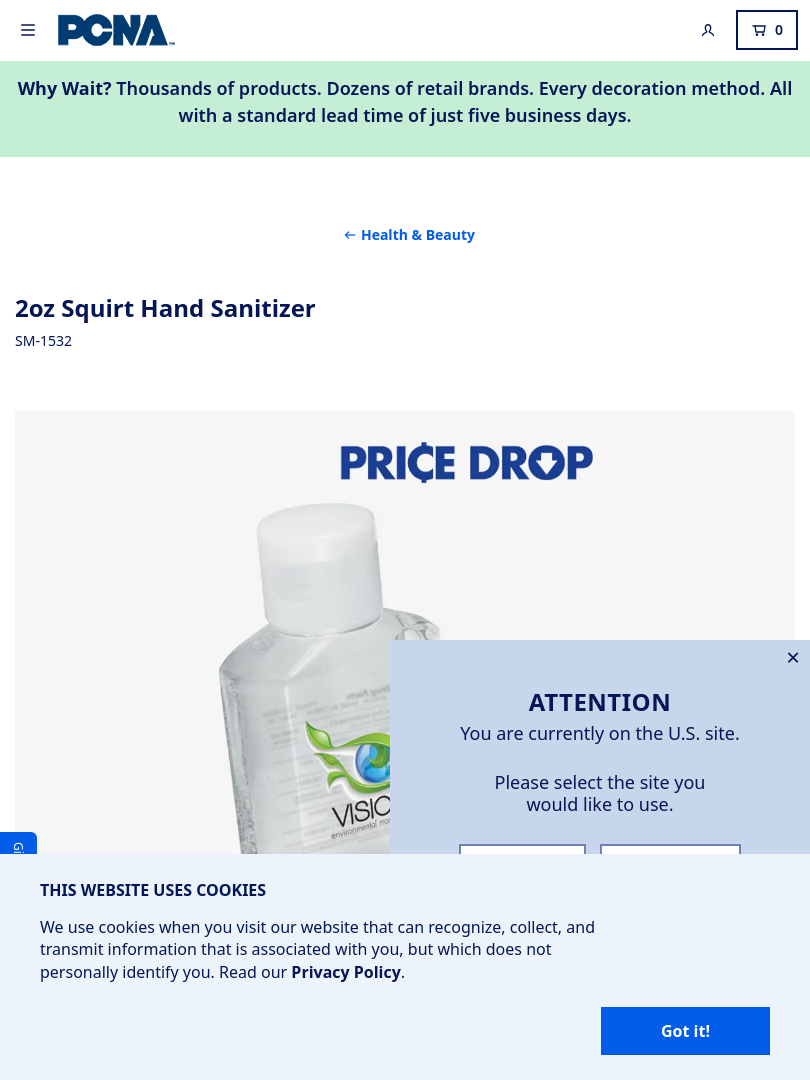 PCNA
0
Why Wait? Thousands of products. Dozens of retail brands. Every decoration method. All
with a standard lead time of just five business days.
← Health & Beauty
2oz Squirt Hand Sanitizer
SM-1532
PRICE DROP
ATTENTION
You are currently on the U.S. site.
Please select the site you
would like to use.
THIS WEBSITE USES COOKIES
We use cookies when you visit our website that can recognize, collect, and
transmit information that is associated with you, but which does not
personally identify you. Read our Privacy Policy.
Got it!